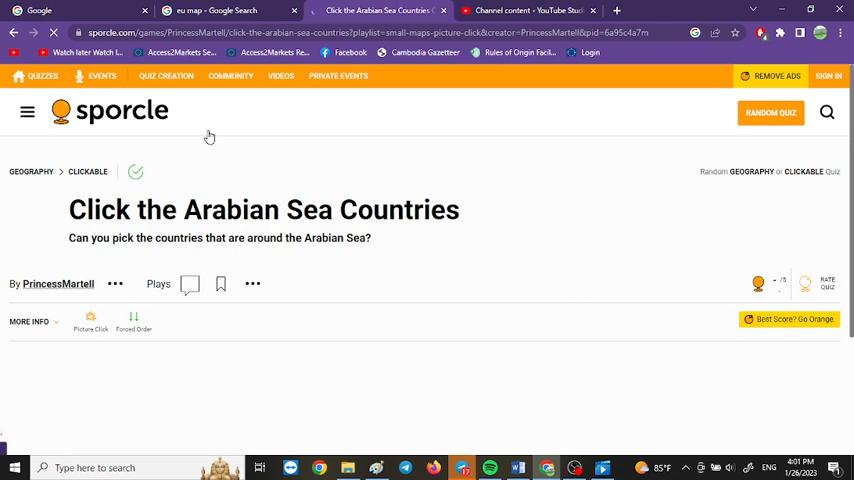 Google
eu map - Google Search
Click the Arabian Sea Countries
Channel content - YouTube Stud
sporcle.com/games/PrincessMartell/click-the-arabian-sea-countries?playlist=small-maps-picture-click&creator=PrincessMartell&pid=6a95c4a7m
Watch later
Watch l...
Access2Markets Se...
Access2Markets Re...
Facebook
Cambodia Gazetteer
Rules of Origin Facil...
Login
QUIZZES
EVENTS
QUIZ CREATION
COMMUNITY
VIDEOS
PRIVATE EVENTS
REMOVE ADS
SIGN IN
sporcle
RANDOM QUIZ
GEOGRAPHY > CLICKABLE
Random GEOGRAPHY or CLICKABLE Quiz
Click the Arabian Sea Countries
Can you pick the countries that are around the Arabian Sea?
By PrincessMartell
Plays
- /5
RATE QUIZ
MORE INFO
Picture Click
Forced Order
Best Score? Go Orange.
Type here to search
17
85°F
ENG
4:01 PM
1/26/2023